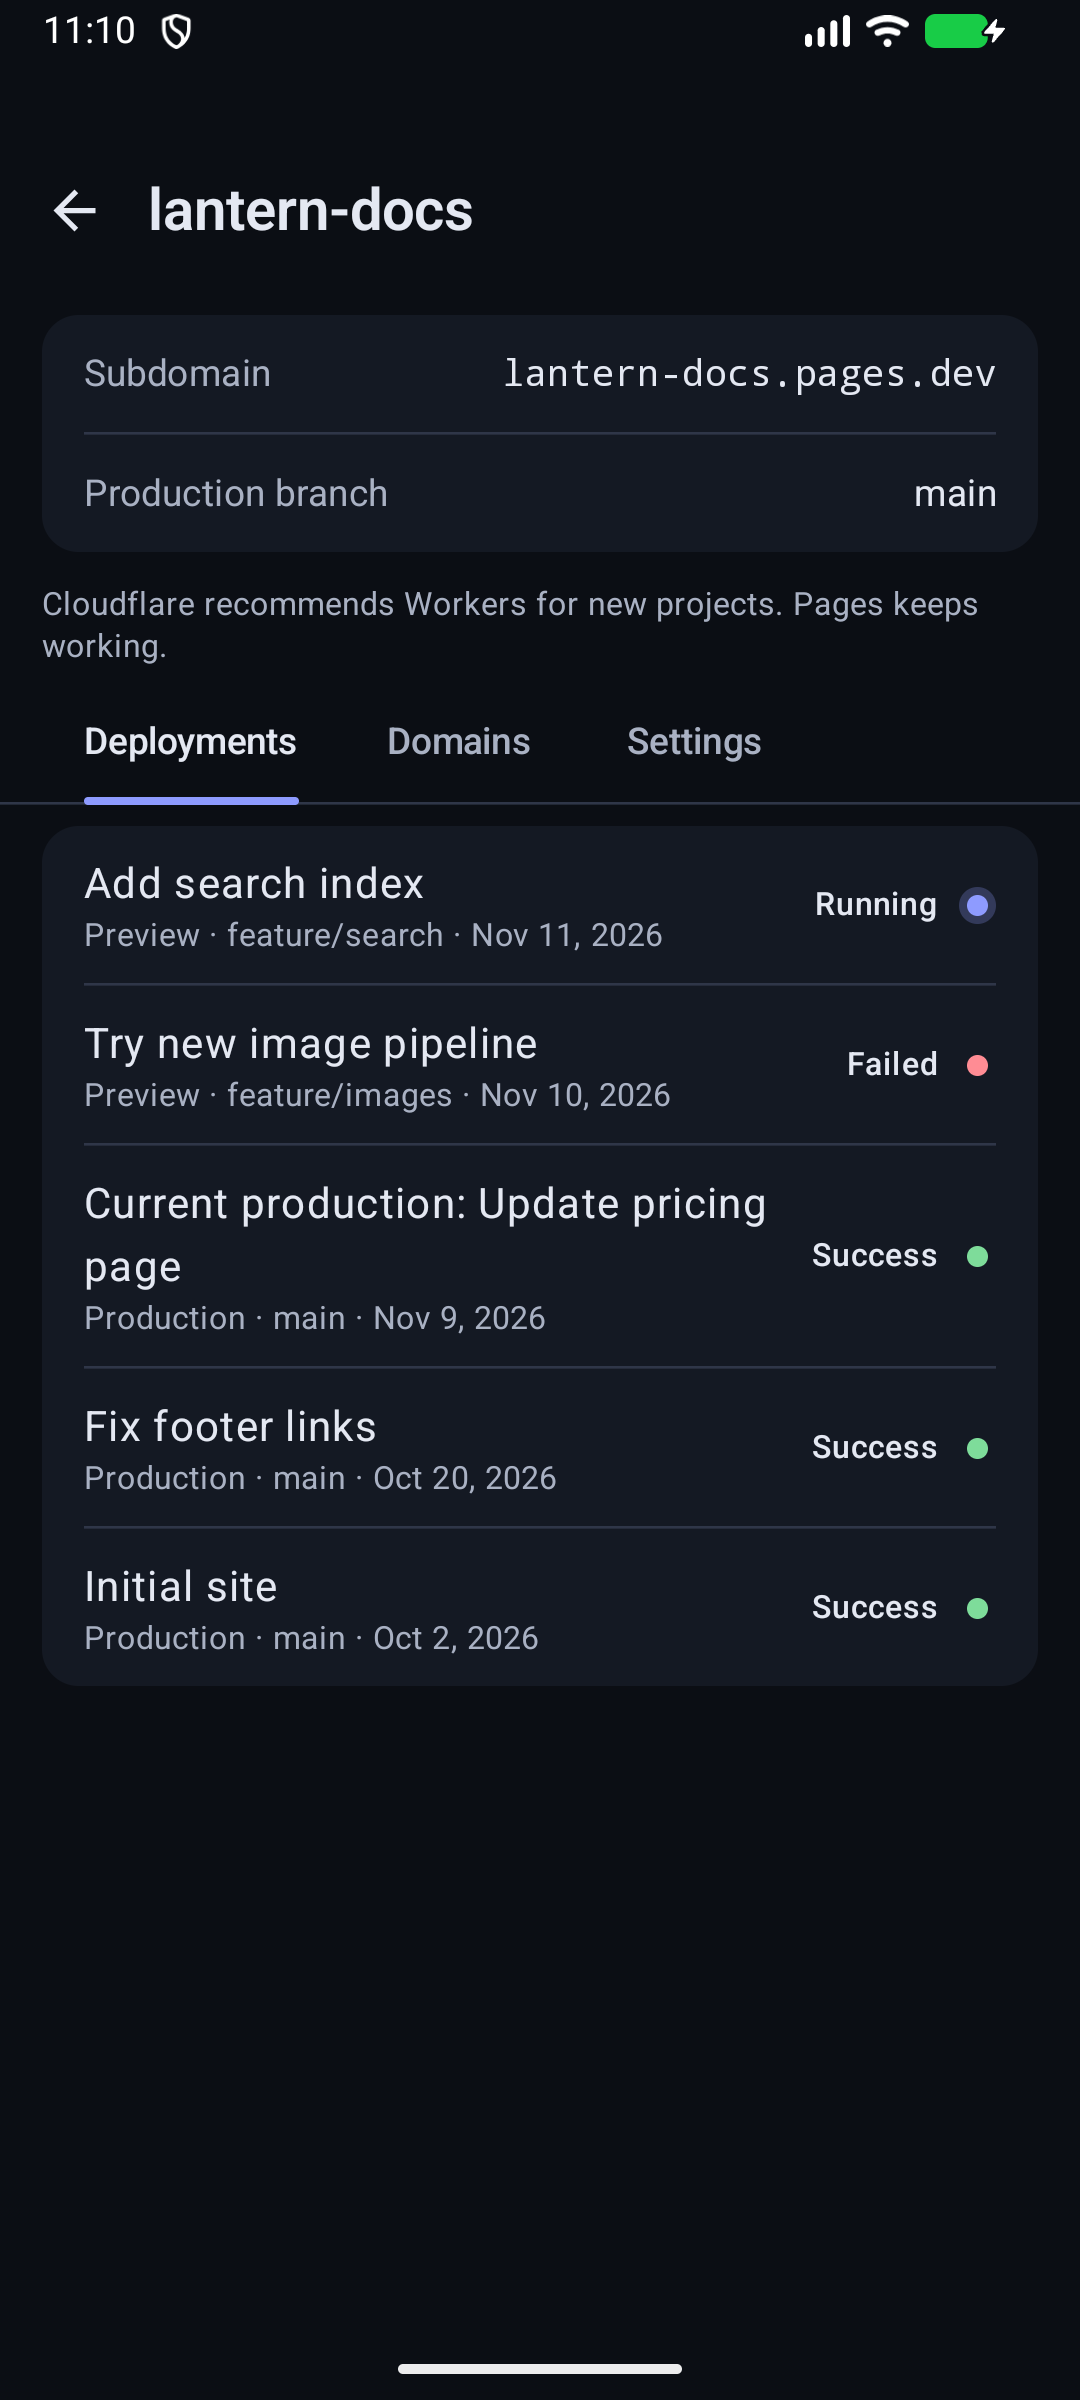 11:10
lantern-docs
Subdomain lantern-docs.pages.dev
Production branch main
Cloudflare recommends Workers for new projects. Pages keeps
working.
Deployments Domains Settings
Add search index
Running
Preview · feature/search · Nov 11, 2026
Try new image pipeline
Failed
Preview · feature/images · Nov 10, 2026
Current production: Update pricing
page
Success
Production · main · Nov 9, 2026
Fix footer links
Success
Production · main · Oct 20, 2026
Initial site
Success
Production · main · Oct 2, 2026